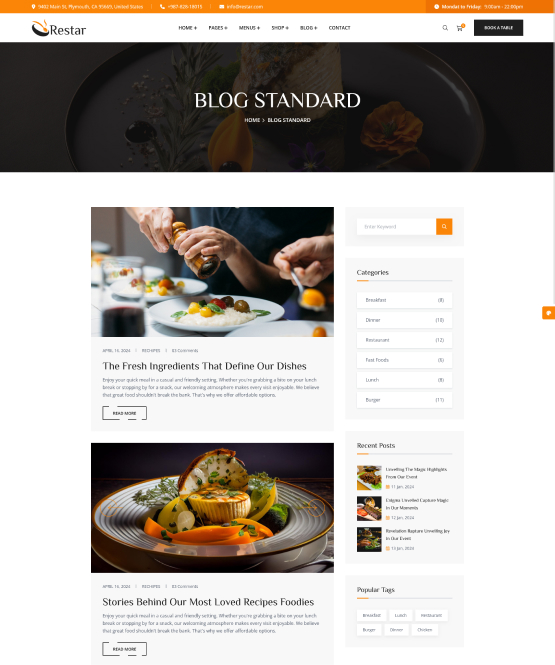 9402 Main St, Plymouth, CA 95669, United States
+987-626-10015
info@restar.com
Monday to Friday: 9:00am - 22:00pm
Restar
HOME +
PAGES +
MENUS +
SHOP +
BLOG +
CONTACT
BOOK A TABLE
BLOG STANDARD
HOME > BLOG STANDARD
Enter Keyword
Categories
Breakfast (8)
Dinner (10)
Restaurant (12)
Fast Foods (6)
Lunch (8)
Burger (11)
APRIL 16, 2024 | RECHIPES | 03 Comments
The Fresh Ingredients That Define Our Dishes
Enjoy your quick meal in a casual and friendly setting. Whether you're grabbing a bite on your lunch
break or stopping by for a snack, our welcoming atmosphere makes every visit enjoyable. We believe
that great food shouldn't break the bank. That's why we offer affordable options.
READ MORE
Recent Posts
Unveiling The Magic Highlights
From Our Event
11 Jan, 2024
Enigma Unveiled Capture Magic
In Our Moments
12 Jan, 2024
Revelation Rapture Unveiling Joy
In Our Event
13 Jan, 2024
APRIL 16, 2024 | RECHIPES | 03 Comments
Stories Behind Our Most Loved Recipes Foodies
Enjoy your quick meal in a casual and friendly setting. Whether you're grabbing a bite on your lunch
break or stopping by for a snack, our welcoming atmosphere makes every visit enjoyable. We believe
that great food shouldn't break the bank. That's why we offer affordable options.
READ MORE
Popular Tags
Breakfast
Lunch
Restaurant
Burger
Dinner
Chicken